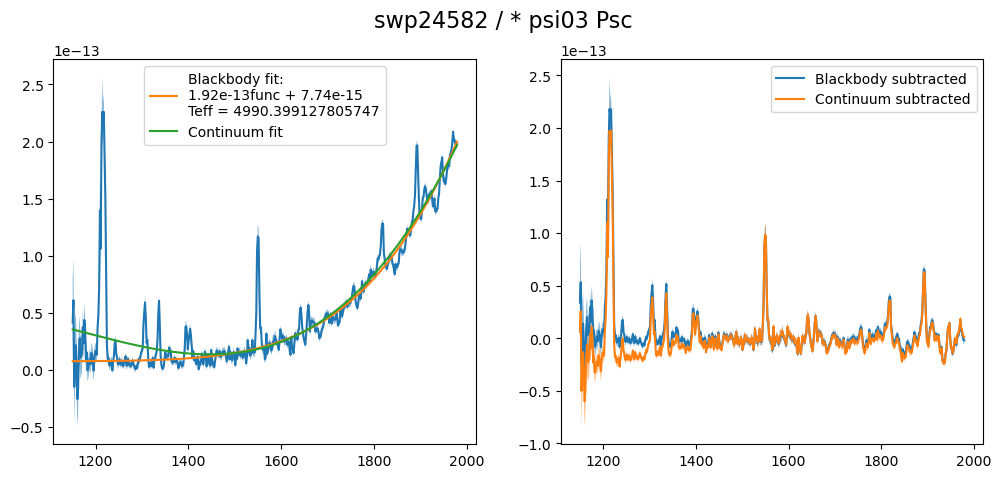 swp24582 / * psi03 Psc
1e−13
Blackbody fit:
1.92e-13func + 7.74e-15
Teff = 4990.399127805747
Continuum fit
2.5
2.0
1.5
1.0
0.5
0.0
−0.5
1200 1400 1600 1800 2000
1e−13
Blackbody subtracted
Continuum subtracted
2.5
2.0
1.5
1.0
0.5
0.0
−0.5
−1.0
1200 1400 1600 1800 2000